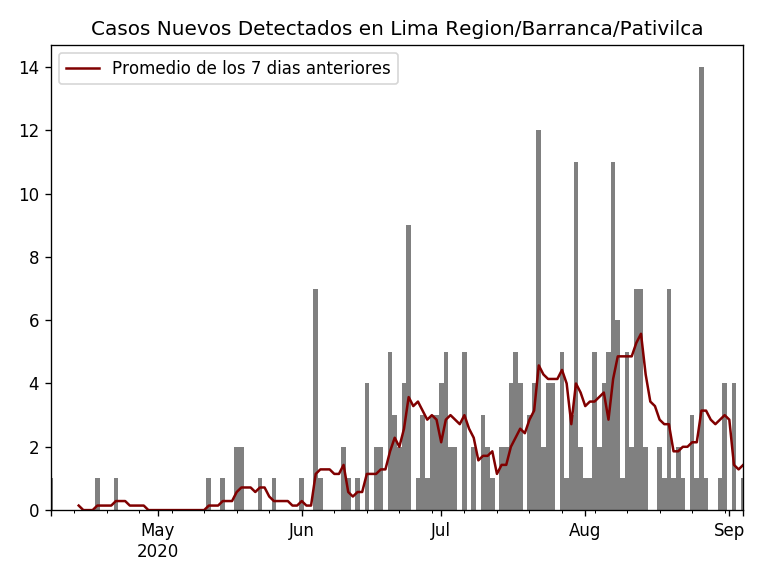 Casos Nuevos Detectados en Lima Region/Barranca/Pativilca
Promedio de los 7 dias anteriores
14
12
10
8
6
4
2
0
May
2020
Jun
Jul
Aug
Sep